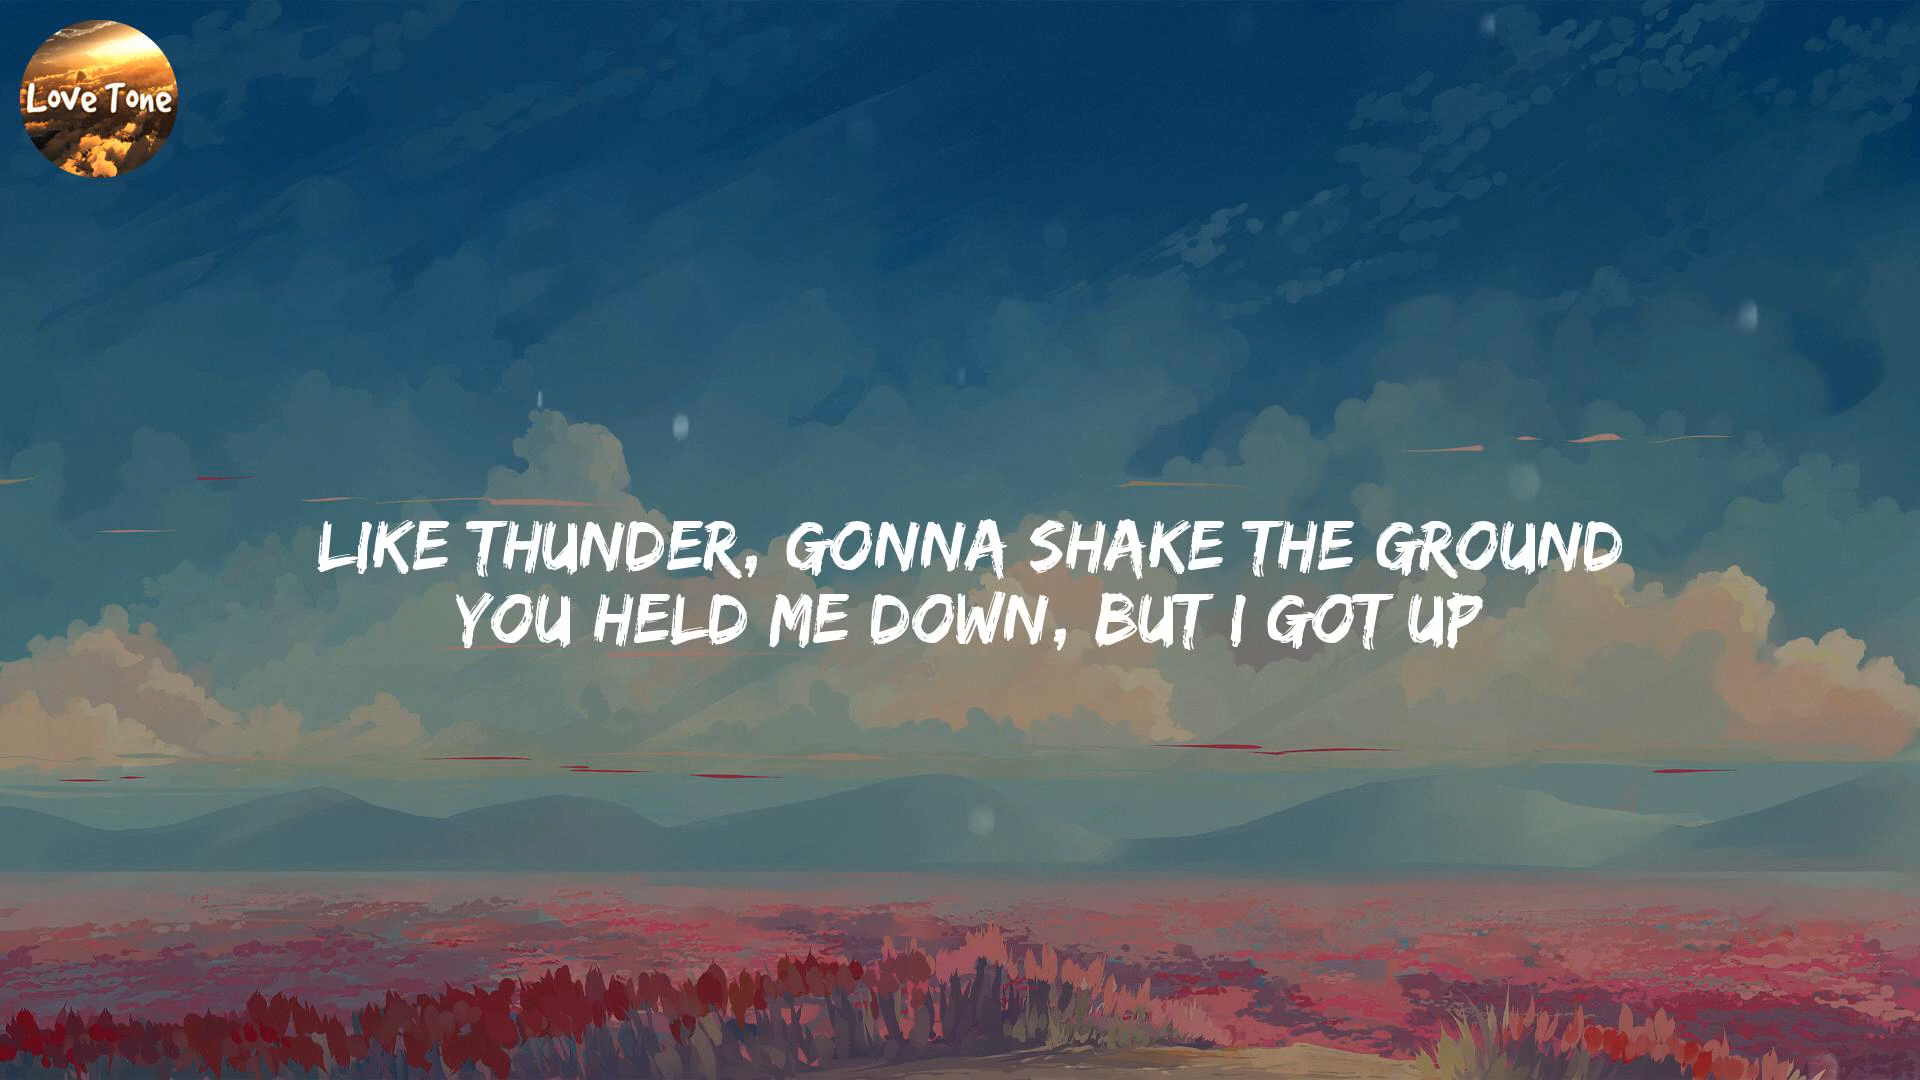 Love Tone
LIKE THUNDER, GONNA SHAKE THE GROUND
YOU HELD ME DOWN, BUT I GOT UP